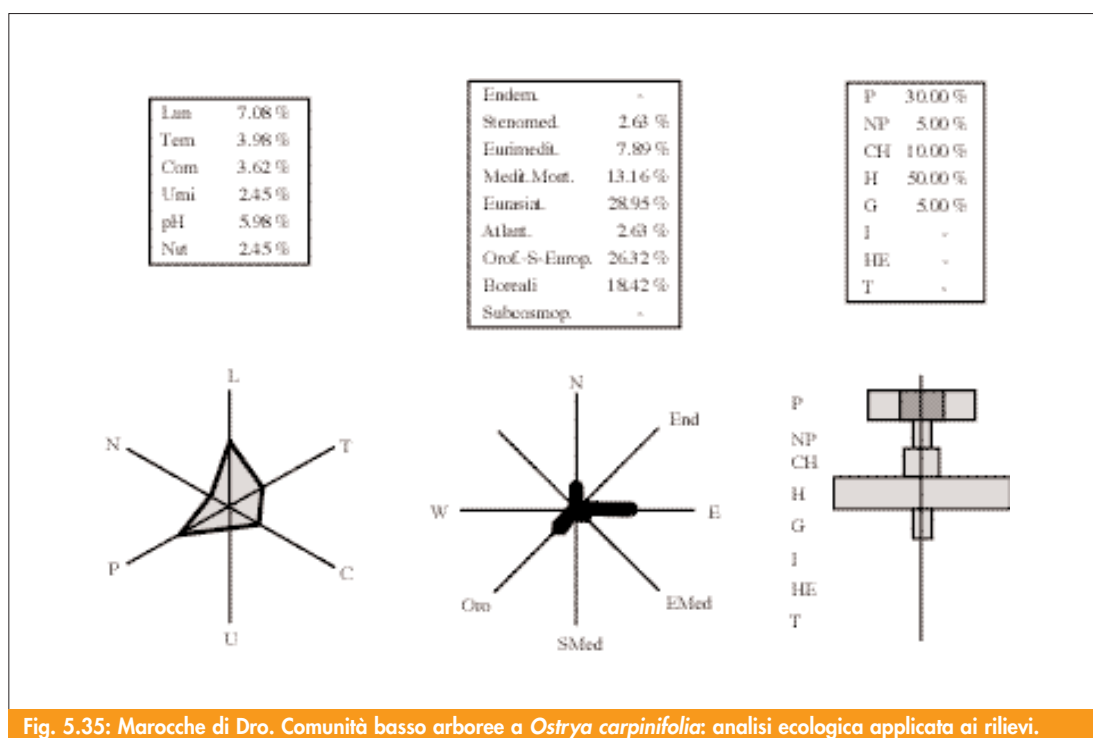 Lum 7.08 %
Tem 3.98 %
Com 3.62 %
Umi 2.45 %
pH 5.98 %
Nut 2.45 %
Endem. -
Stenomed. 2.63 %
Eurimedit. 7.89 %
Medit.Mont. 13.16 %
Eurasiat. 28.95 %
Atlant. 2.63 %
Orof.-S-Europ. 26.32 %
Boreali 18.42 %
Subcosmop. -
P 30.00 %
NP 5.00 %
CH 10.00 %
H 50.00 %
G 5.00 %
I -
HE -
T -
L
T
C
U
P
N
N
End
E
EMed
SMed
Oro
W
P
NP
CH
H
G
I
HE
T
Fig. 5.35: Marocche di Dro. Comunità basso arboree a Ostrya carpinifolia: analisi ecologica applicata ai rilievi.